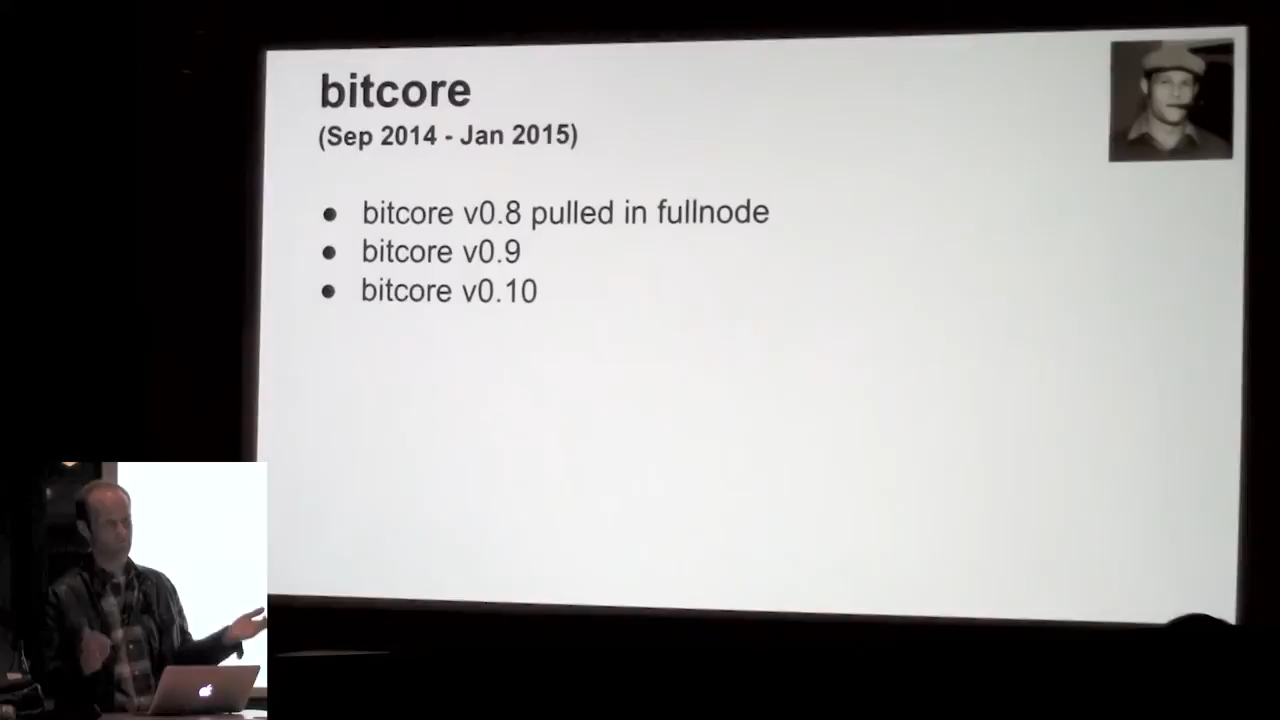 bitcore
(Sep 2014 - Jan 2015)
● bitcore v0.8 pulled in fullnode
● bitcore v0.9
● bitcore v0.10